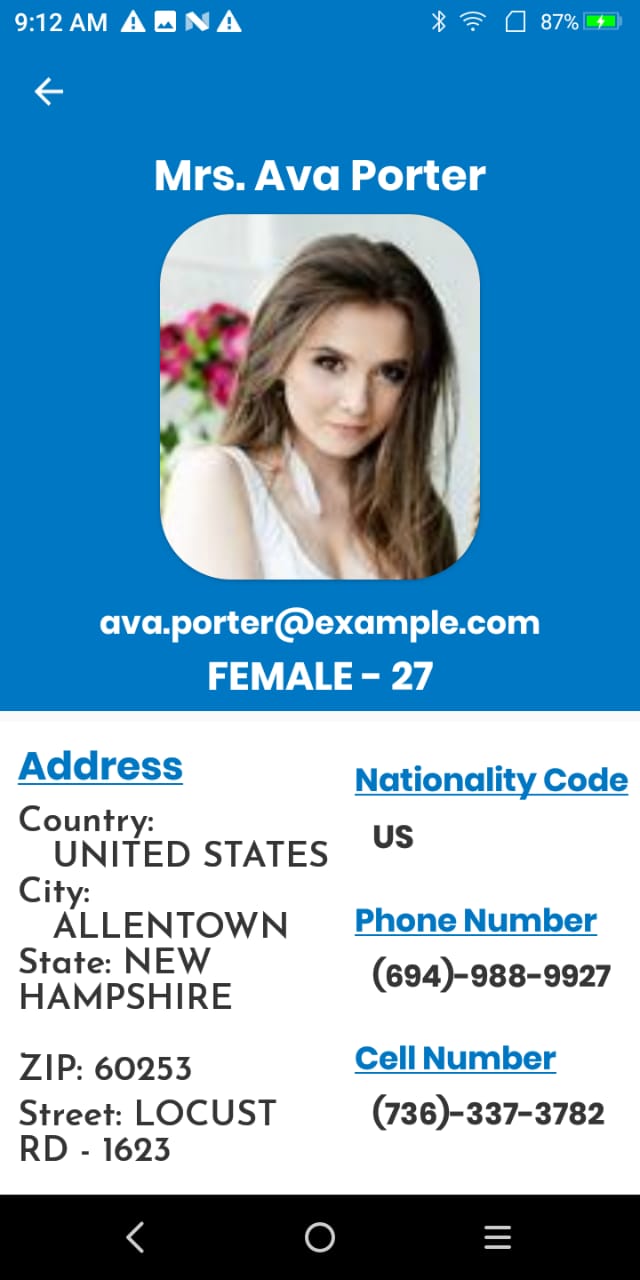 9:12 AM
87%
Mrs. Ava Porter
ava.porter@example.com
FEMALE - 27
Address
Country:
UNITED STATES
City:
ALLENTOWN
State: NEW
HAMPSHIRE
ZIP: 60253
Street: LOCUST
RD - 1623
Nationality Code
US
Phone Number
(694)-988-9927
Cell Number
(736)-337-3782